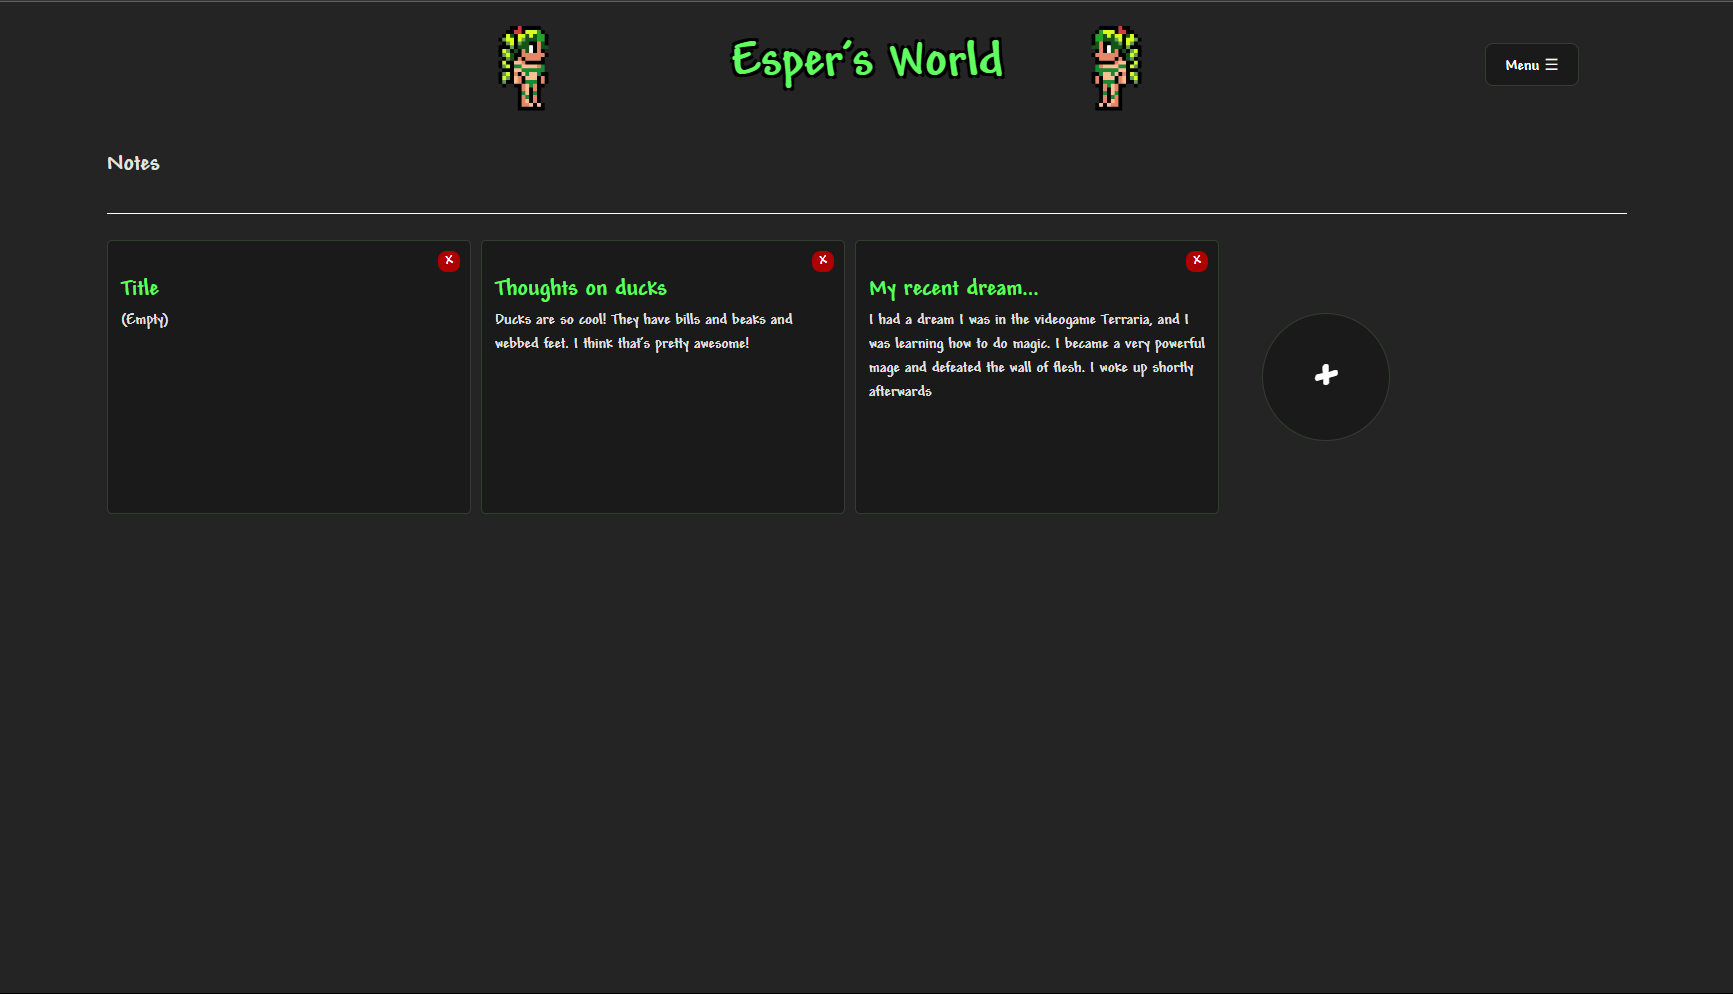 Esper's World
Menu ☰
Notes
x
Title
(Empty)
x
Thoughts on ducks
Ducks are so cool! They have bills and beaks and
webbed feet. I think that's pretty awesome!
x
My recent dream...
I had a dream I was in the videogame Terraria, and I
was learning how to do magic. I became a very powerful
mage and defeated the wall of flesh. I woke up shortly
afterwards
+